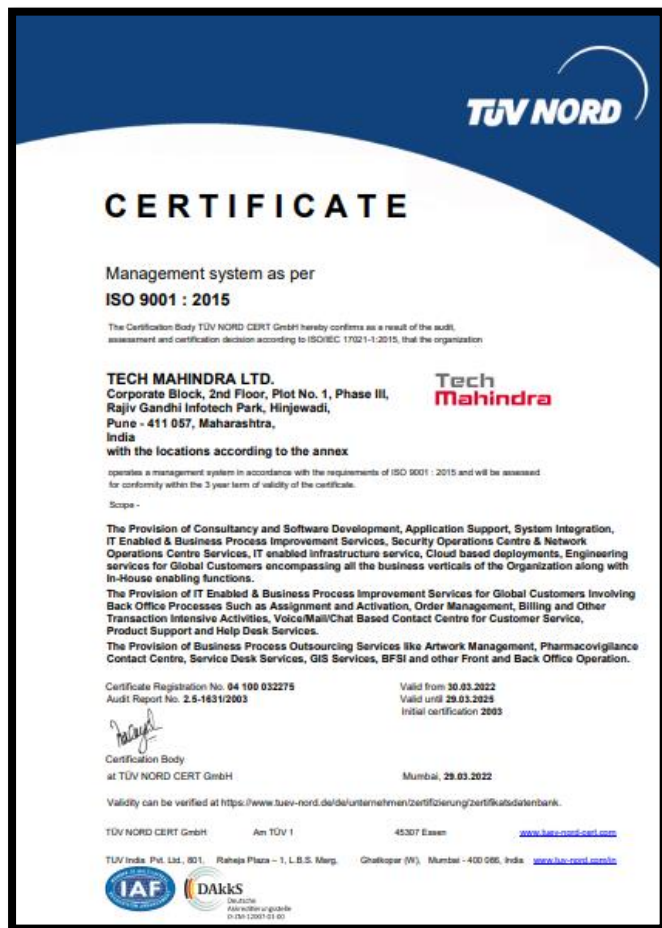 TÜV NORD
CERTIFICATE
Management system as per
ISO 9001 : 2015
The Certification Body TÜV NORD CERT GmbH hereby confirms as a result of the audit,
assessment and certification decision according to ISO/IEC 17021-1:2015, that the organization
TECH MAHINDRA LTD.
Corporate Block, 2nd Floor, Plot No. 1, Phase III,
Rajiv Gandhi Infotech Park, Hinjewadi,
Pune - 411 057, Maharashtra,
India
with the locations according to the annex
Tech
Mahindra
operates a management system in accordance with the requirements of ISO 9001 : 2015 and will be assessed
for conformity within the 3 year term of validity of the certificate.
Scope -
The Provision of Consultancy and Software Development, Application Support, System Integration,
IT Enabled & Business Process Improvement Services, Security Operations Centre & Network
Operations Centre Services, IT enabled infrastructure service, Cloud based deployments, Engineering
services for Global Customers encompassing all the business verticals of the Organization along with
In-House enabling functions.
The Provision of IT Enabled & Business Process Improvement Services for Global Customers Involving
Back Office Processes Such as Assignment and Activation, Order Management, Billing and Other
Transaction Intensive Activities, Voice/Mail/Chat Based Contact Centre for Customer Service,
Product Support and Help Desk Services.
The Provision of Business Process Outsourcing Services like Artwork Management, Pharmacovigilance
Contact Centre, Service Desk Services, GIS Services, BFSI and other Front and Back Office Operation.
Certificate Registration No. 04 100 032275
Audit Report No. 2.5-1631/2003
Valid from 30.03.2022
Valid until 29.03.2025
Initial certification 2003
Certification Body
at TÜV NORD CERT GmbH
Mumbai, 29.03.2022
Validity can be verified at https://www.tuev-nord.de/de/unternehmen/zertifizierung/zertifikatsdatenbank.
TÜV NORD CERT GmbH Am TÜV 1 45307 Essen www.tuev-nord-cert.com
TUV India Pvt. Ltd., 801, Raheja Plaza – 1, L.B.S. Marg, Ghatkopar (W), Mumbai - 400 086, India www.tuv-nord.com/in
IAF
DAkkS
Deutsche
Akkreditierungsstelle
D-ZM-12007-01-00